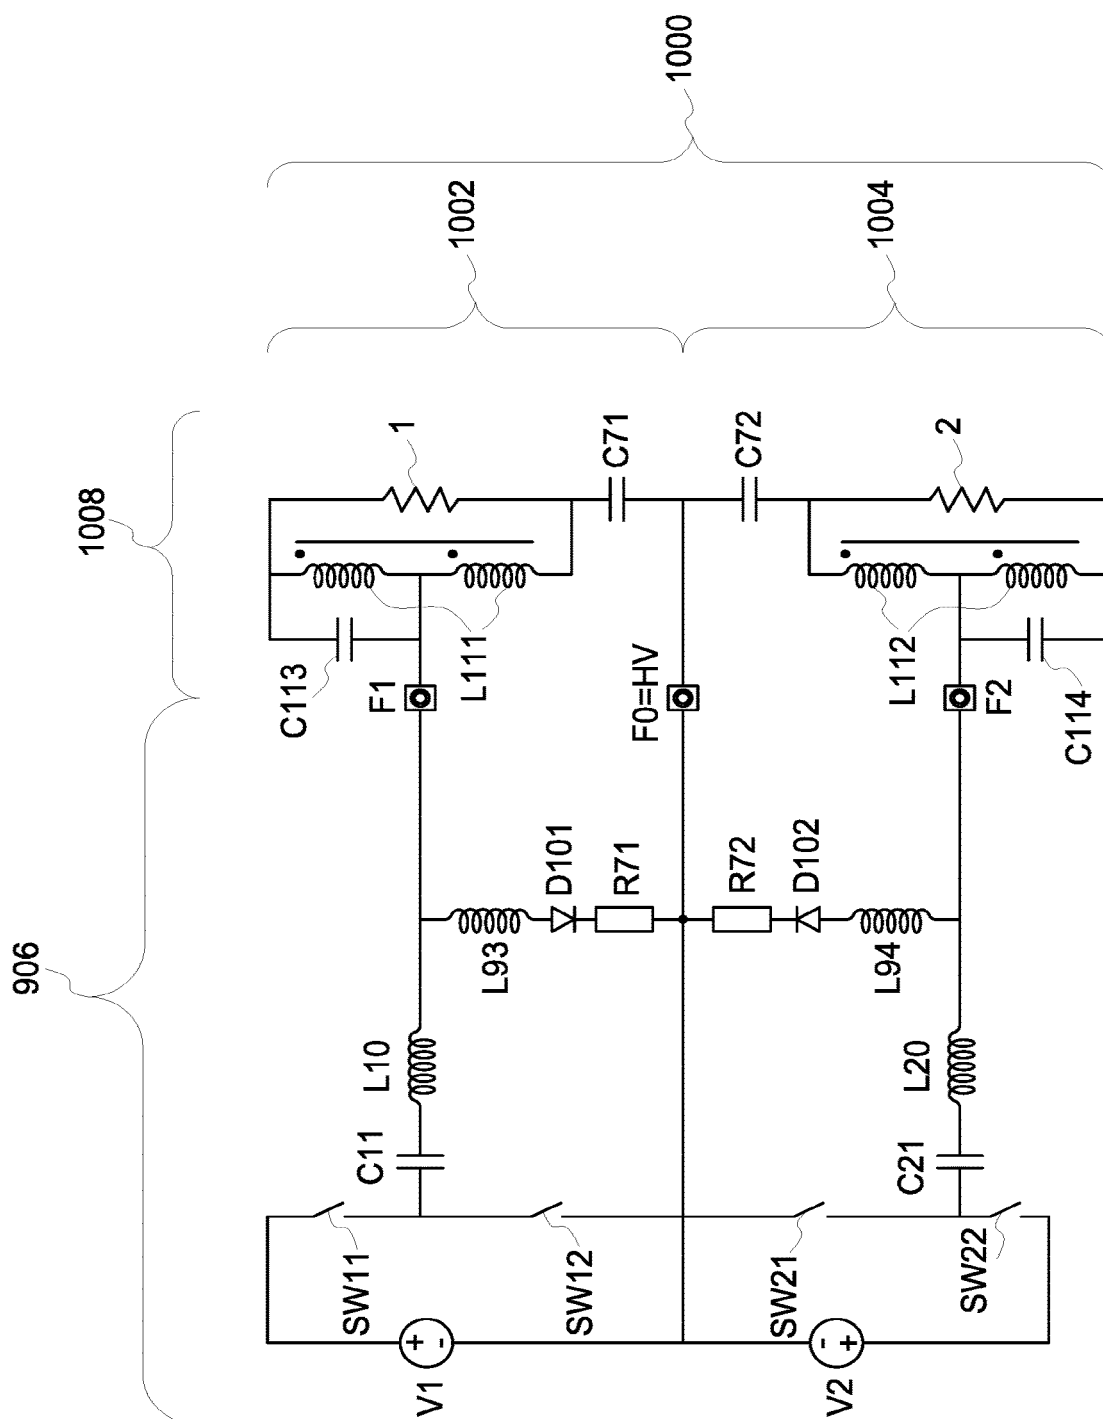 1000
1002
1004
1008
1
2
C71
C72
C113
L111
F1
F0=HV
L112
F2
C114
906
L93
D101
R71
R72
D102
L94
L10
L20
C11
C21
SW11
SW12
SW21
SW22
V1
+
-
V2
-
+